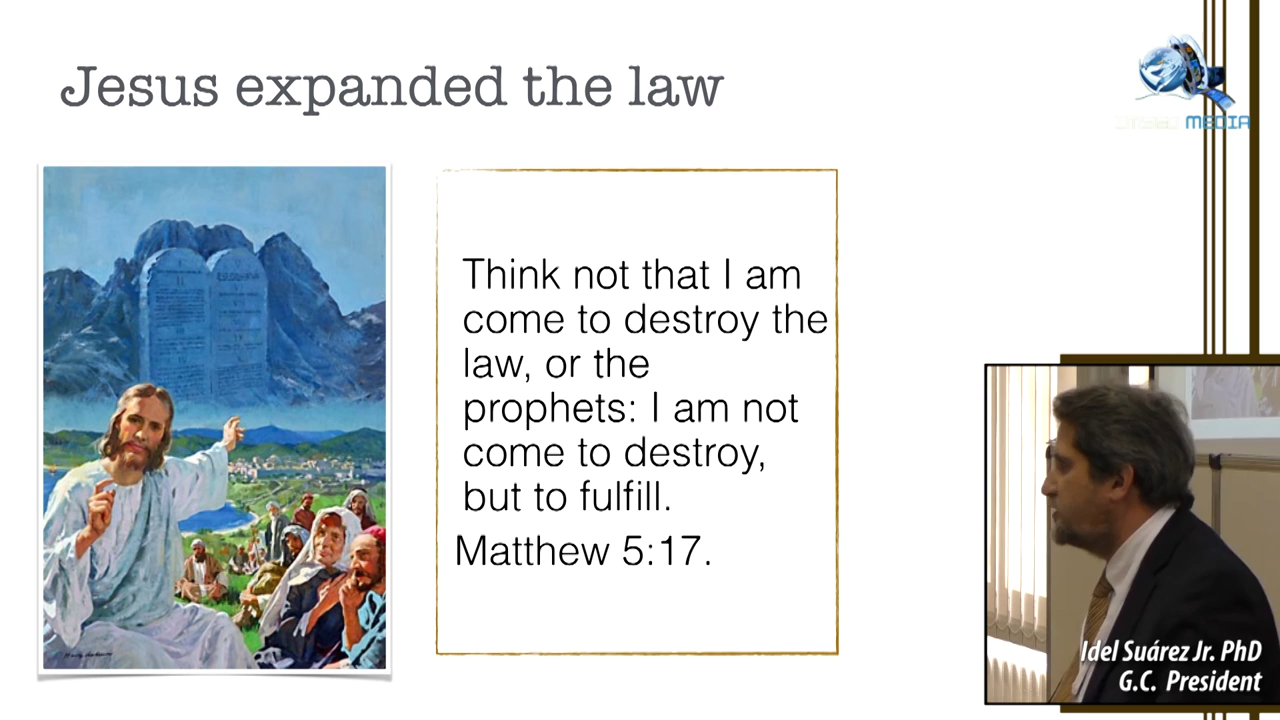 Jesus expanded the law
MEDIA
Think not that I am
come to destroy the
law, or the
prophets: I am not
come to destroy,
but to fulfill.
Matthew 5:17.
Idel Suárez Jr. PhD
G.C. President